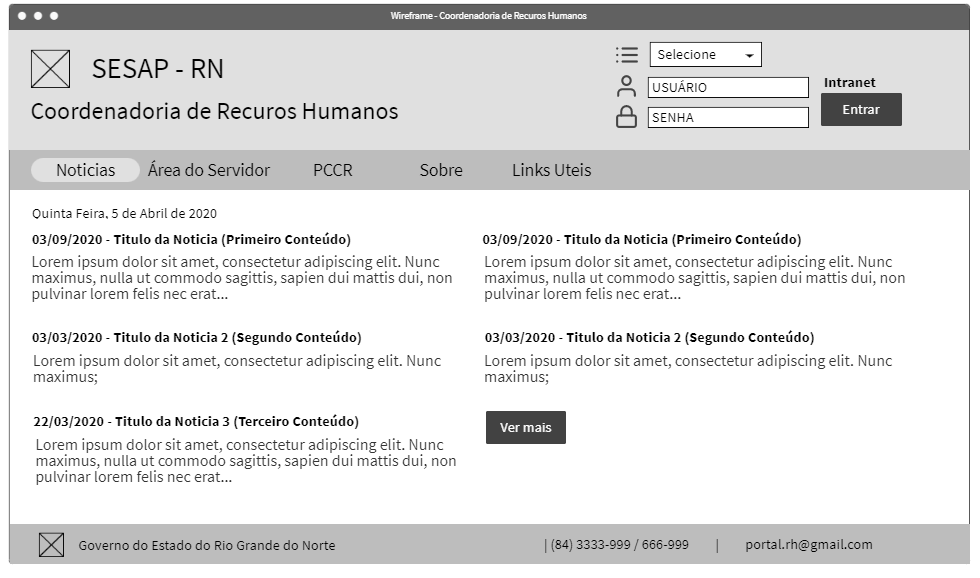 Wireframe - Coordenadoria de Recuros Humanos
SESAP - RN
Coordenadoria de Recuros Humanos
Selecione
USUÁRIO
SENHA
Intranet
Entrar
Noticias
Área do Servidor
PCCR
Sobre
Links Uteis
Quinta Feira, 5 de Abril de 2020
03/09/2020 - Titulo da Noticia (Primeiro Conteúdo)
Lorem ipsum dolor sit amet, consectetur adipiscing elit. Nunc
maximus, nulla ut commodo sagittis, sapien dui mattis dui, non
pulvinar lorem felis nec erat...
03/03/2020 - Titulo da Noticia 2 (Segundo Conteúdo)
Lorem ipsum dolor sit amet, consectetur adipiscing elit. Nunc
maximus;
22/03/2020 - Titulo da Noticia 3 (Terceiro Conteúdo)
Lorem ipsum dolor sit amet, consectetur adipiscing elit. Nunc
maximus, nulla ut commodo sagittis, sapien dui mattis dui, non
pulvinar lorem felis nec erat...
03/09/2020 - Titulo da Noticia (Primeiro Conteúdo)
Lorem ipsum dolor sit amet, consectetur adipiscing elit. Nunc
maximus, nulla ut commodo sagittis, sapien dui mattis dui, non
pulvinar lorem felis nec erat...
03/03/2020 - Titulo da Noticia 2 (Segundo Conteúdo)
Lorem ipsum dolor sit amet, consectetur adipiscing elit. Nunc
maximus;
Ver mais
Governo do Estado do Rio Grande do Norte
| (84) 3333-999 / 666-999 | portal.rh@gmail.com